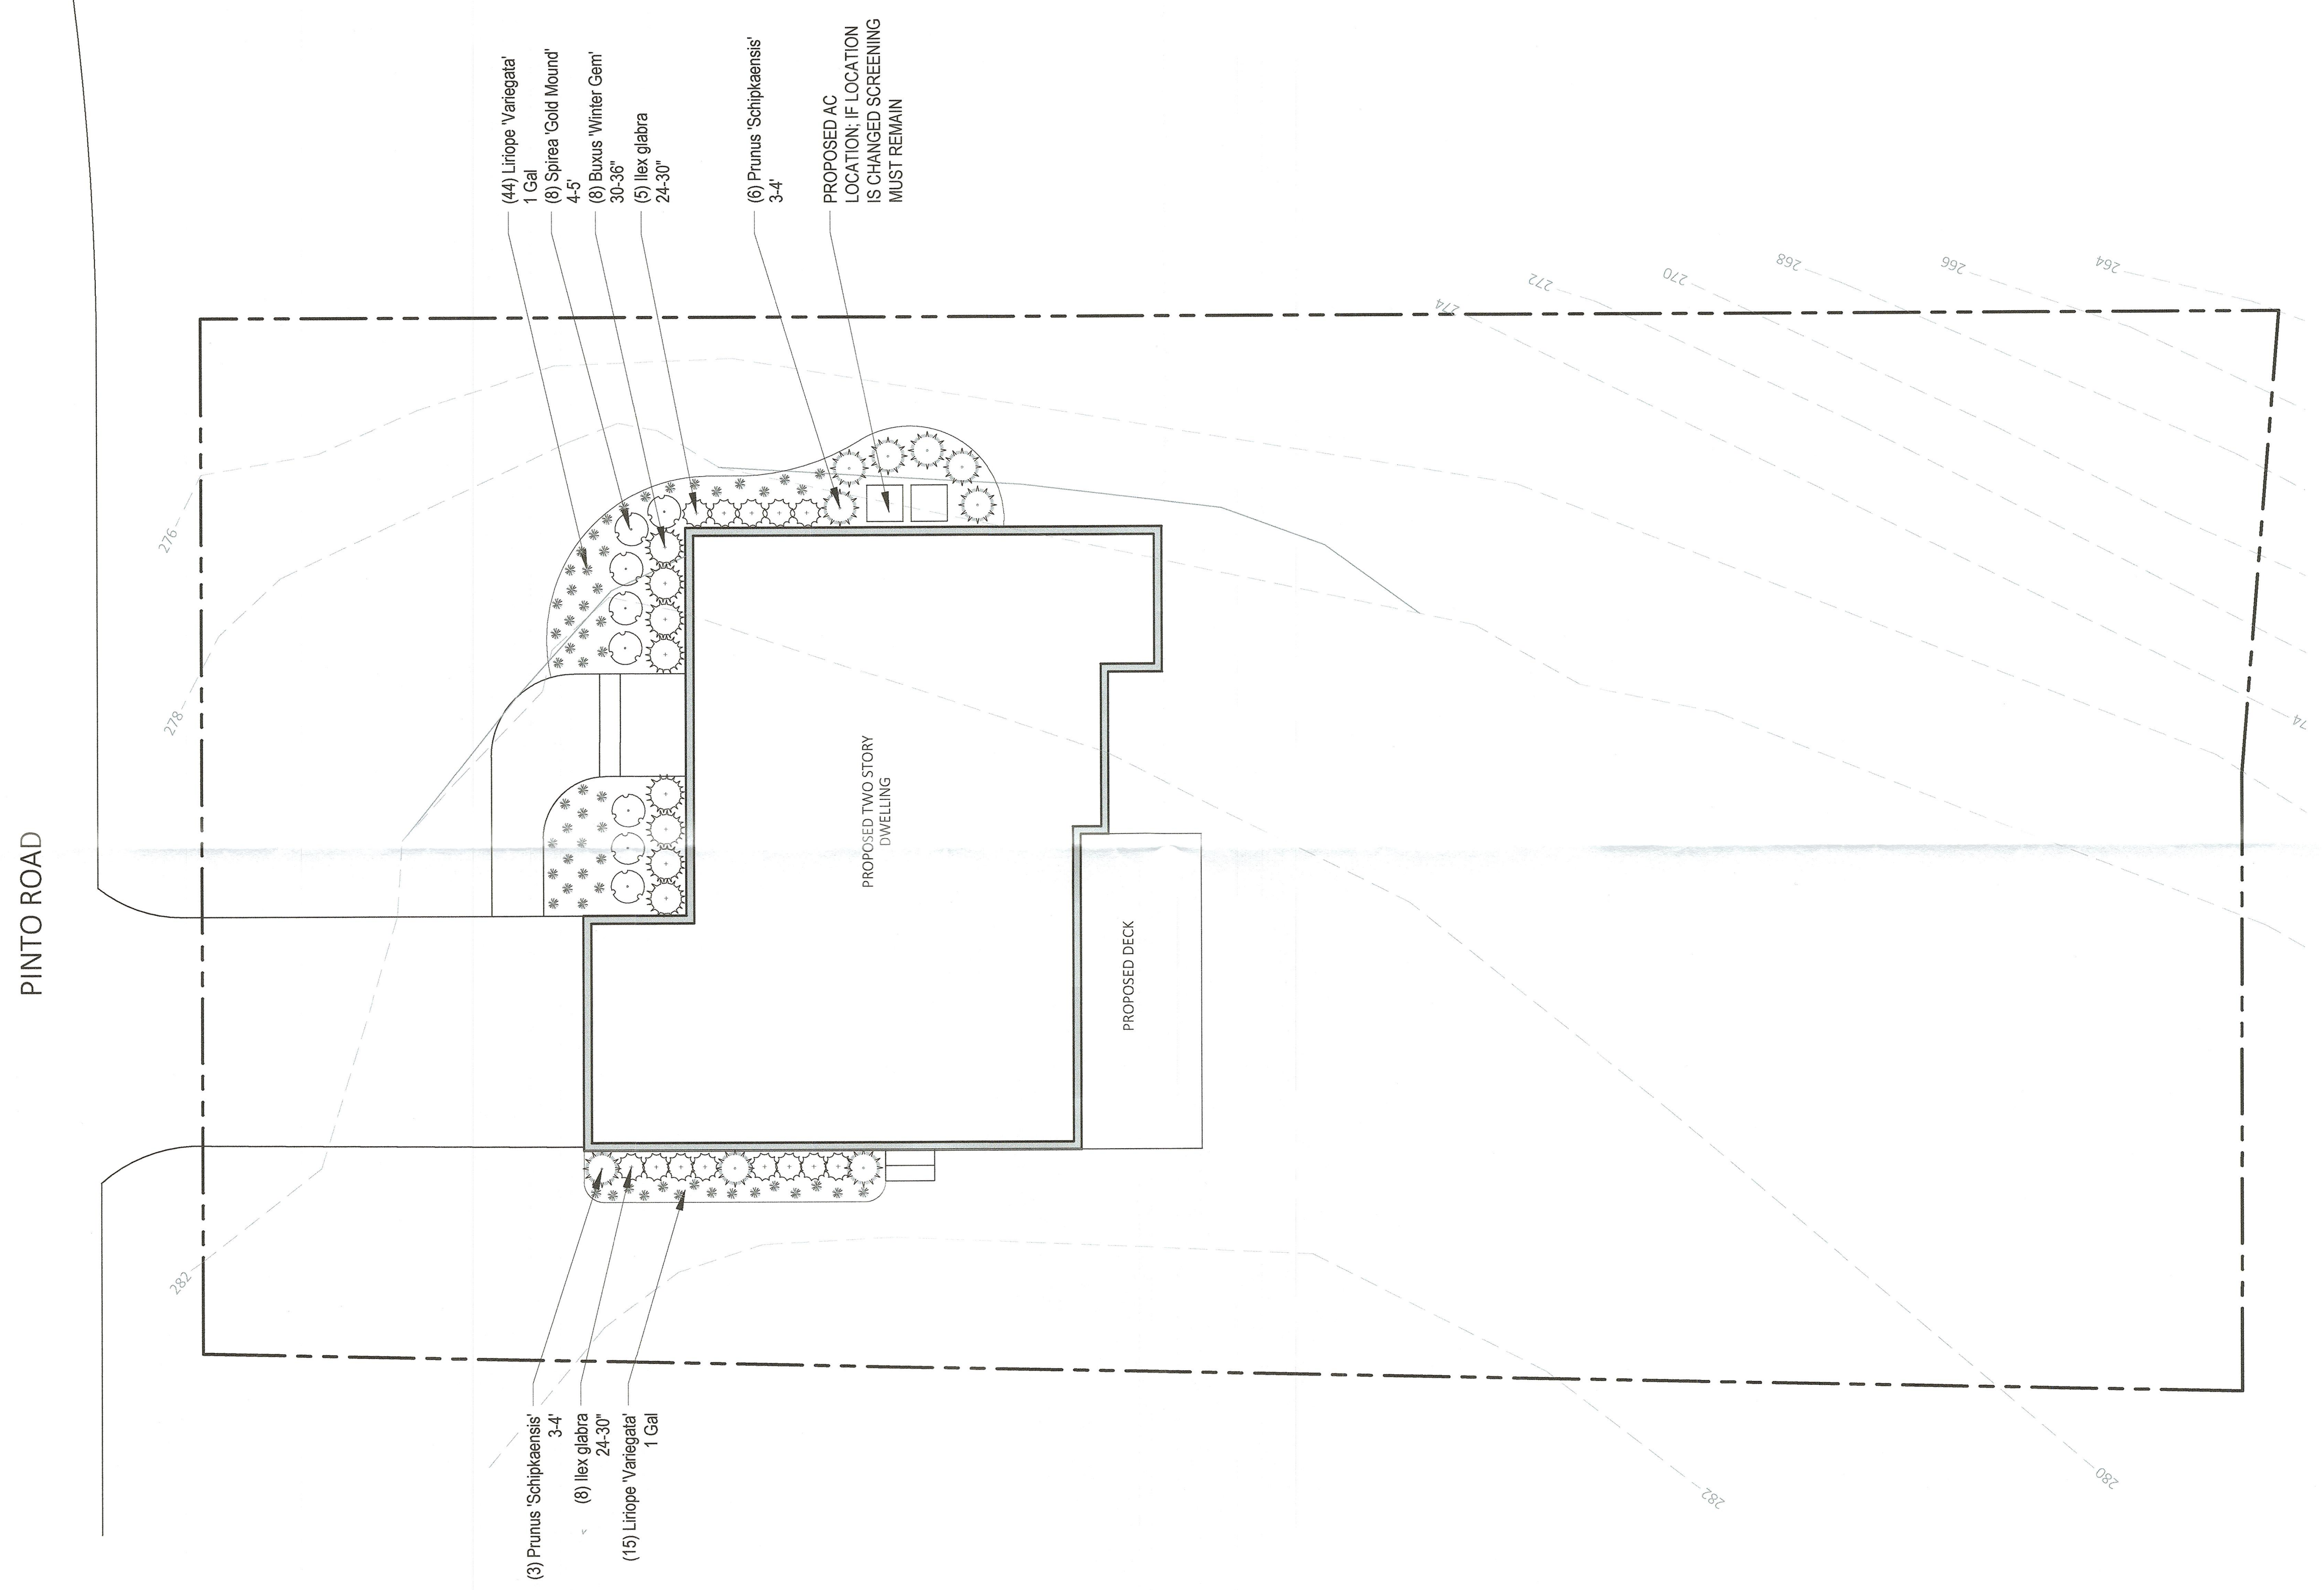 PINTO ROAD
(44) Liriope 'Variegata'
1 Gal
(8) Spirea 'Gold Mound'
4-5'
(8) Buxus 'Winter Gem'
30-36"
(5) Ilex glabra
24-30"
(6) Prunus 'Schipkaensis'
3-4'
PROPOSED AC
LOCATION; IF LOCATION
IS CHANGED SCREENING
MUST REMAIN
276
278
282
274
272
270
268
266
264
74
PROPOSED TWO STORY
DWELLING
PROPOSED DECK
(3) Prunus 'Schipkaensis'
3-4'
(8) Ilex glabra
24-30"
(15) Liriope 'Variegata'
1 Gal
282
280